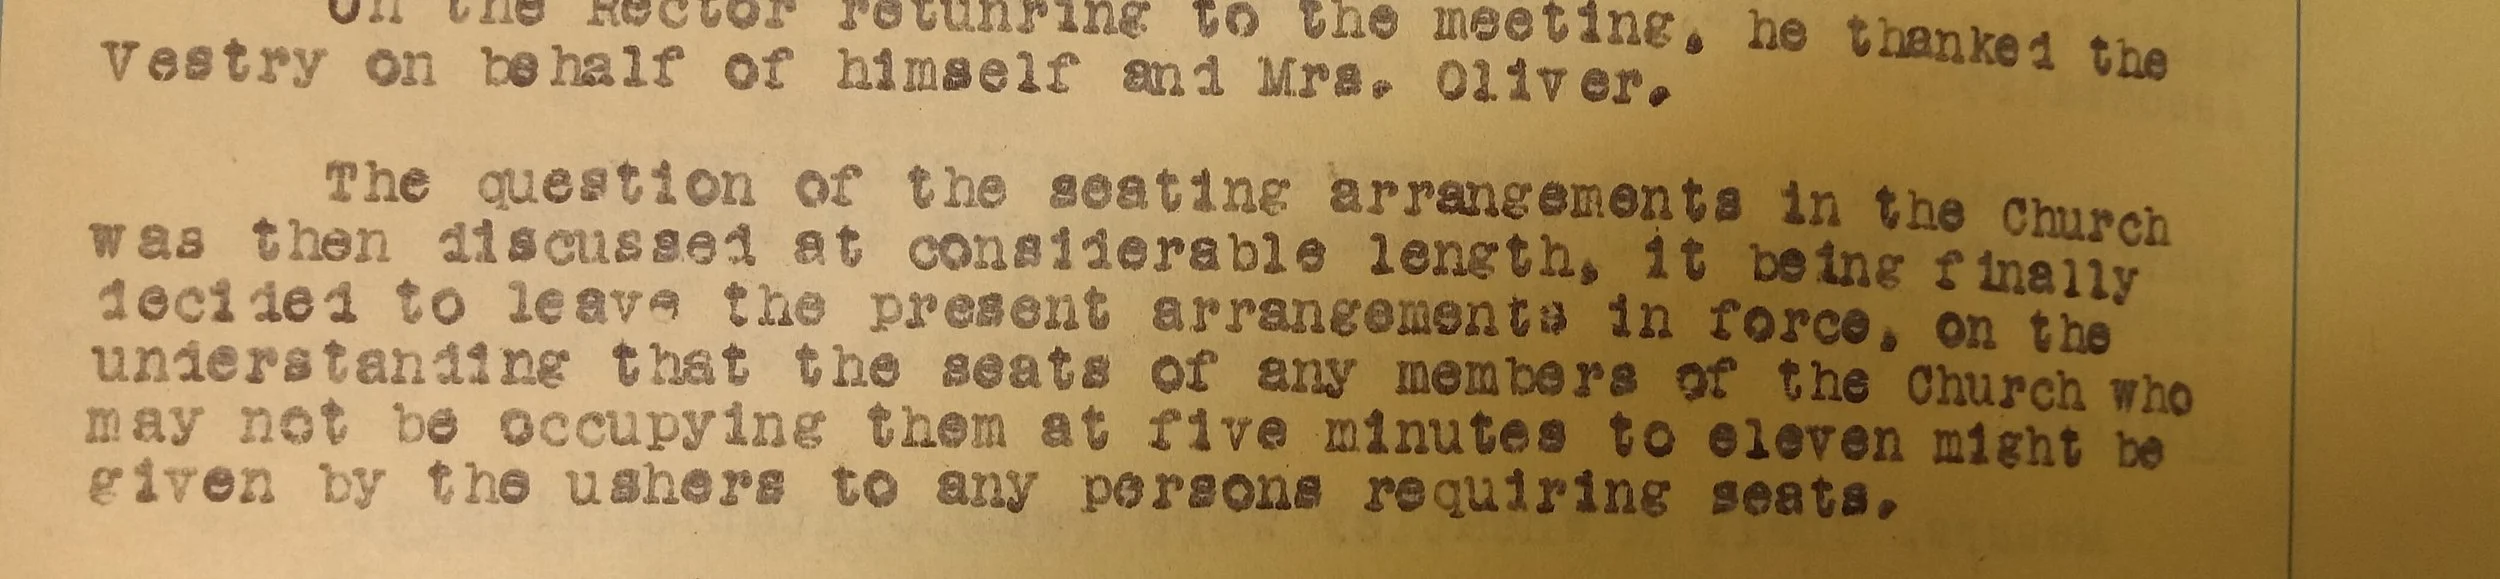 On the Rector retunring to the meeting, he thanked the
Vestry on behalf of himself and Mrs. Oliver.
The question of the seating arrangements in the Church
was then discussed at considerable length, it being finally
decided to leave the present arrangements in force, on the
understanding that the seats of any members of the Church who
may not be occupying them at five minutes to eleven might be
given by the ushers to any persons requiring seats.